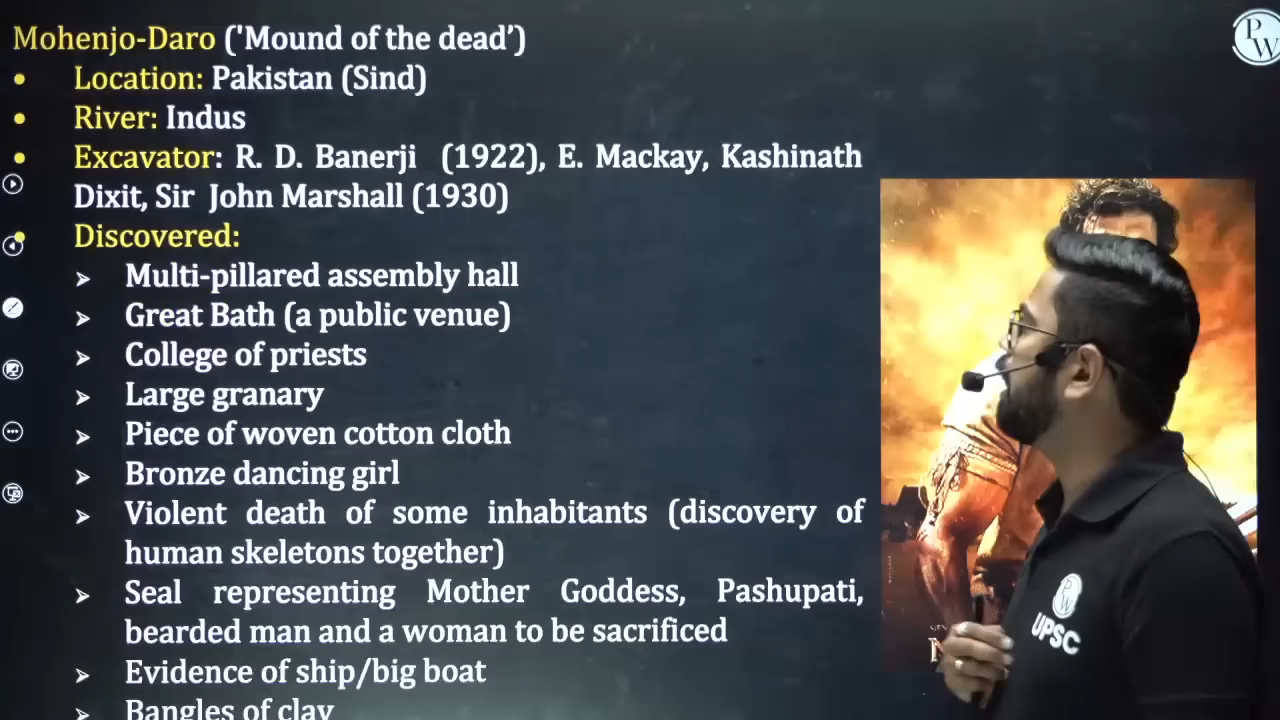 Mohenjo-Daro ('Mound of the dead’)
• Location: Pakistan (Sind)
• River: Indus
• Excavator: R. D. Banerji (1922), E. Mackay, Kashinath
Dixit, Sir John Marshall (1930)
Discovered:
➢ Multi-pillared assembly hall
➢ Great Bath (a public venue)
➢ College of priests
➢ Large granary
➢ Piece of woven cotton cloth
➢ Bronze dancing girl
➢ Violent death of some inhabitants (discovery of
human skeletons together)
➢ Seal representing Mother Goddess, Pashupati,
bearded man and a woman to be sacrificed
➢ Evidence of ship/big boat
➢ Bangles of clay
PW
PW
UPSC